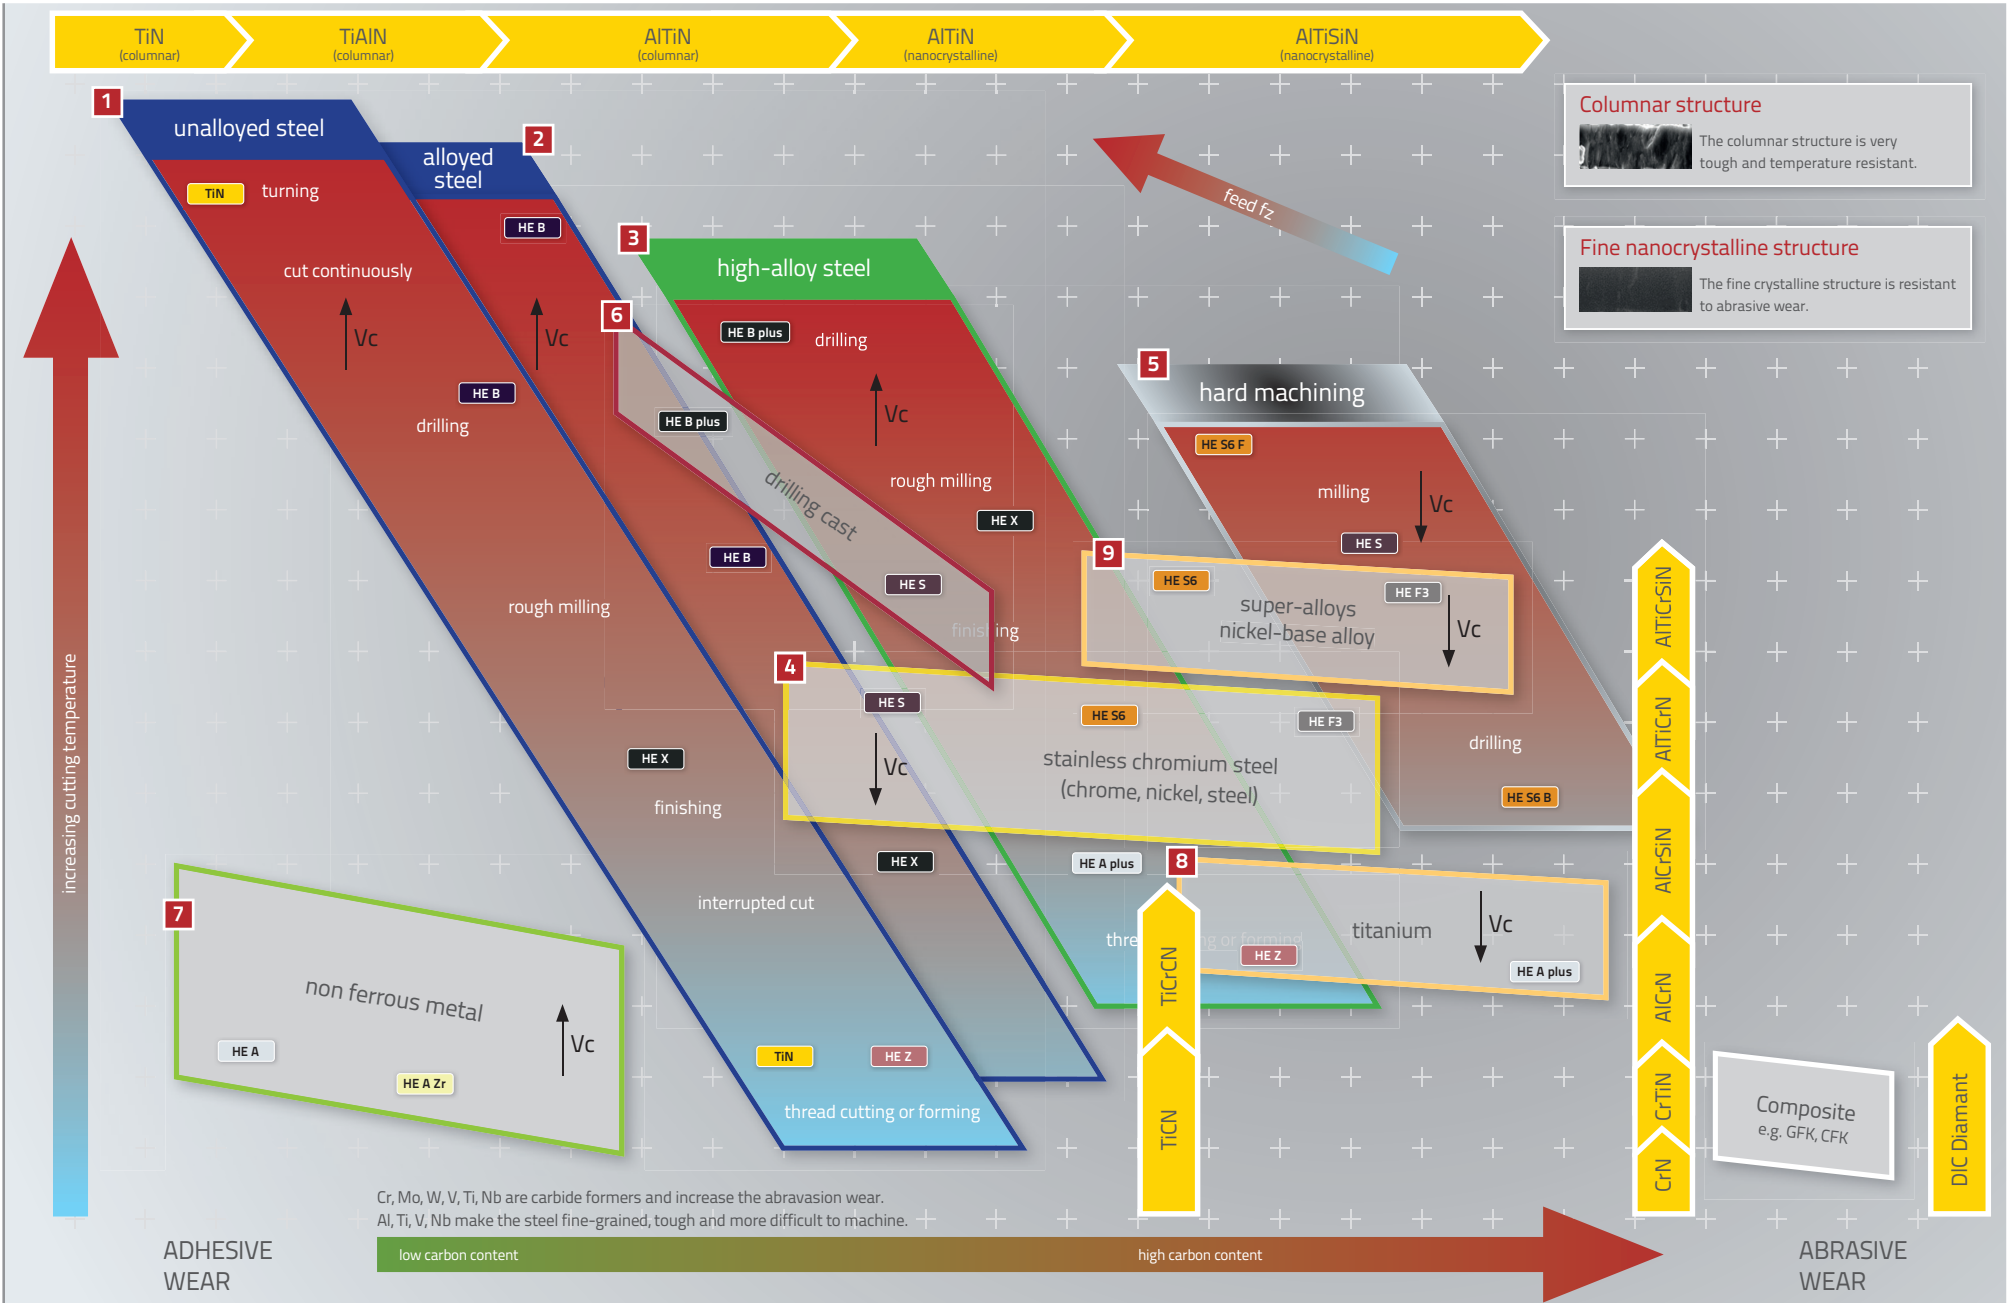 TiN
(columnar)
TiAlN
(columnar)
AlTiN
(columnar)
AlTiN
(nanocrystalline)
AlTiSiN
(nanocrystalline)
1
unalloyed steel
2
alloyed
steel
Columnar structure
The columnar structure is very
tough and temperature resistant.
TiN
turning
HE B
feed fz
3
high-alloy steel
Fine nanocrystalline structure
The fine crystalline structure is resistant
to abrasive wear.
cut continuously
Vc
Vc
6
HE B plus
drilling
5
hard machining
HE B
drilling
HE B plus
Vc
HE S6 F
drilling cast
rough milling
milling
Vc
HE X
HE S
HE B
9
HE S
HE S6
HE F3
super-alloys
nickel-base alloy
Vc
rough milling
finishing
AlTiCrSiN
4
HE S
HE S6
HE F3
AlTiCrN
drilling
HE X
Vc
stainless chromium steel
(chrome, nickel, steel)
HE S6 B
finishing
increasing cutting temperature
HE X
HE A plus
8
AlCrSiN
7
interrupted cut
thre
ng or forming
titanium
Vc
HE Z
HE A plus
TiCrCN
AlCrN
non ferrous metal
Vc
HE A
HE A Zr
TiN
HE Z
thread cutting or forming
TiCN
CrTiN
CrN
Composite
e.g. GFK, CFK
DIC Diamant
Cr, Mo, W, V, Ti, Nb are carbide formers and increase the abravasion wear.
Al, Ti, V, Nb make the steel fine-grained, tough and more difficult to machine.
ADHESIVE
WEAR
low carbon content
high carbon content
ABRASIVE
WEAR